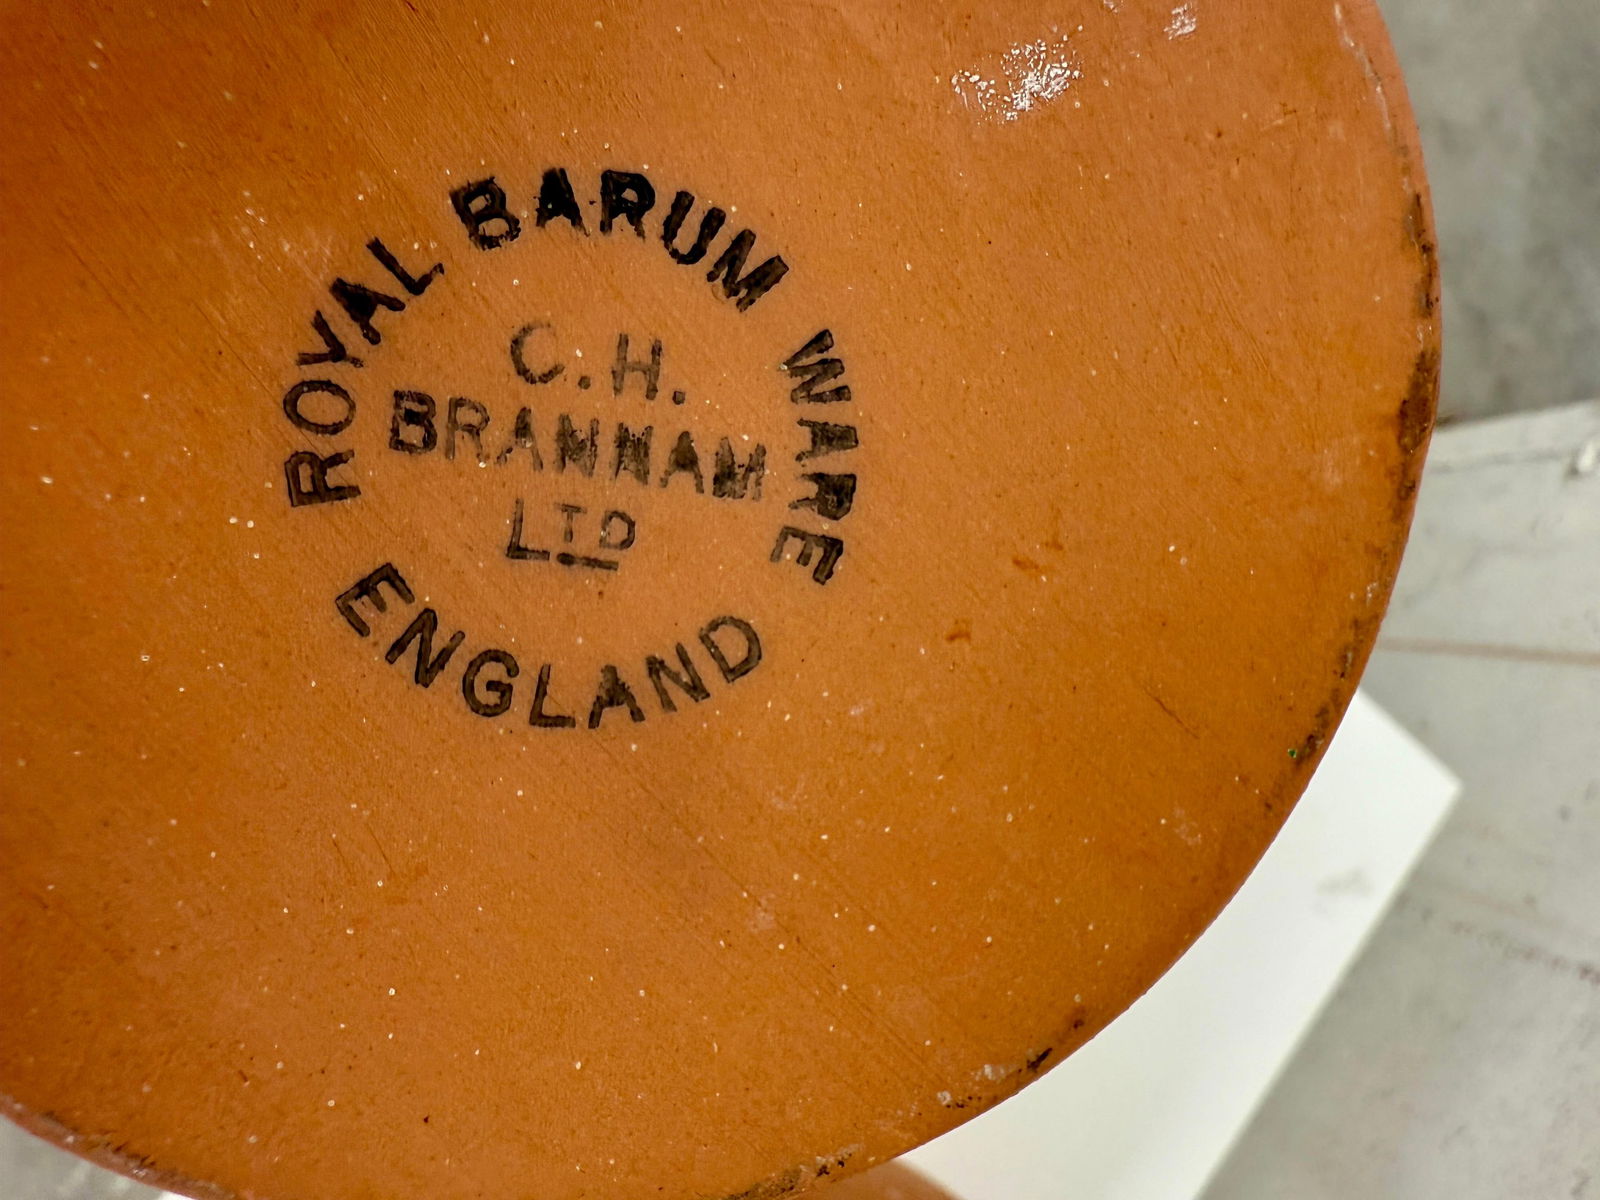 ROYAL BARUM WARE
C. H.
BRANNAM
LTD
ENGLAND